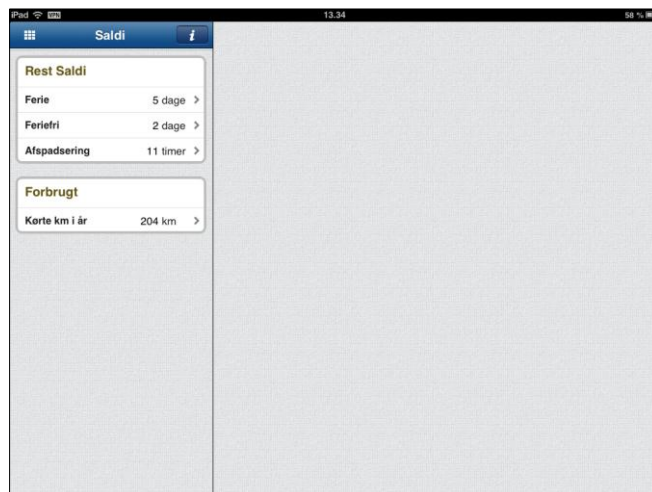 iPad VPN 13.34 58 %
Saldi i
Rest Saldi
Ferie 5 dage
Feriefri 2 dage
Afspadsering 11 timer
Forbrugt
Kørte km i år 204 km